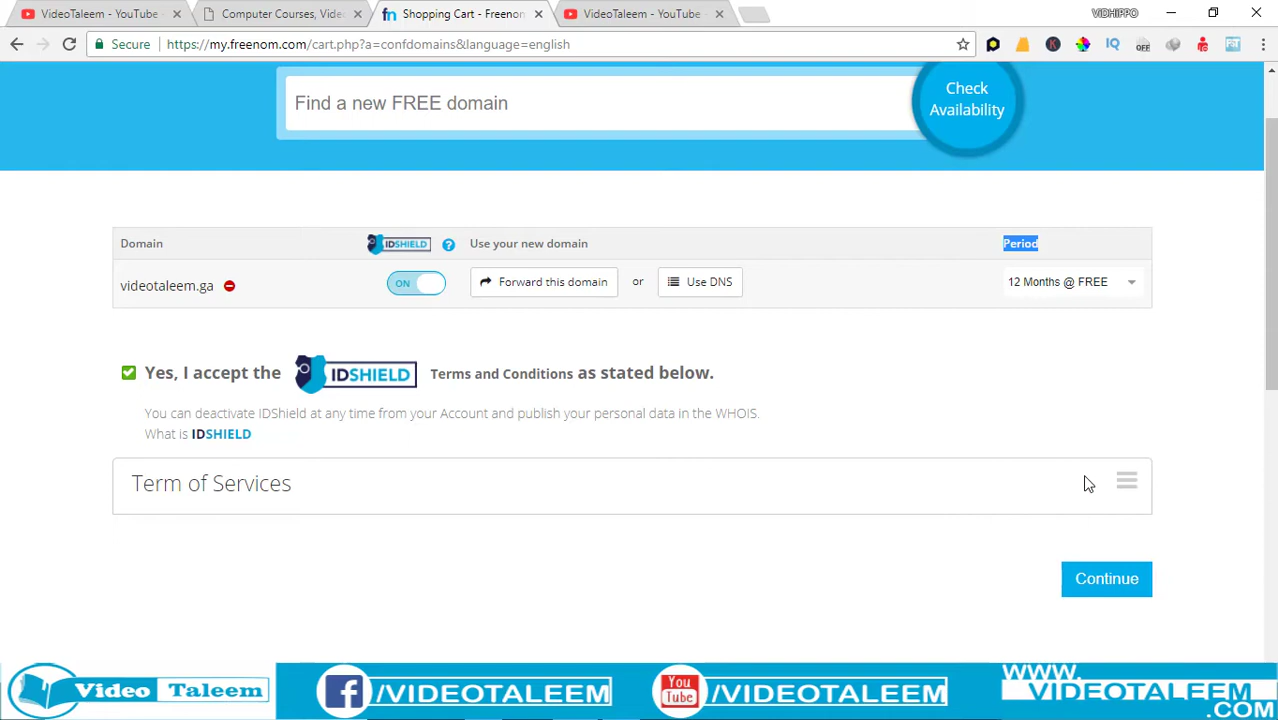 VideoTaleem - YouTube
Computer Courses, Vide
Shopping Cart - Freenom
VideoTaleem - YouTube
VIDHIPPO
Secure
https://my.freenom.com/cart.php?a=confdomains&language=english
IQ
OFF
Find a new FREE domain
Check
Availability
Domain IDSHIELD ? Use your new domain Period
videotaleem.ga ON Forward this domain or Use DNS 12 Months @ FREE
Yes, I accept the IDSHIELD Terms and Conditions as stated below.
You can deactivate IDShield at any time from your Account and publish your personal data in the WHOIS.
What is IDSHIELD
Term of Services
Continue
Video Taleem
/VIDEOTALEEM
You Tube
/VIDEOTALEEM
WWW.
VIDEOTALEEM
.COM